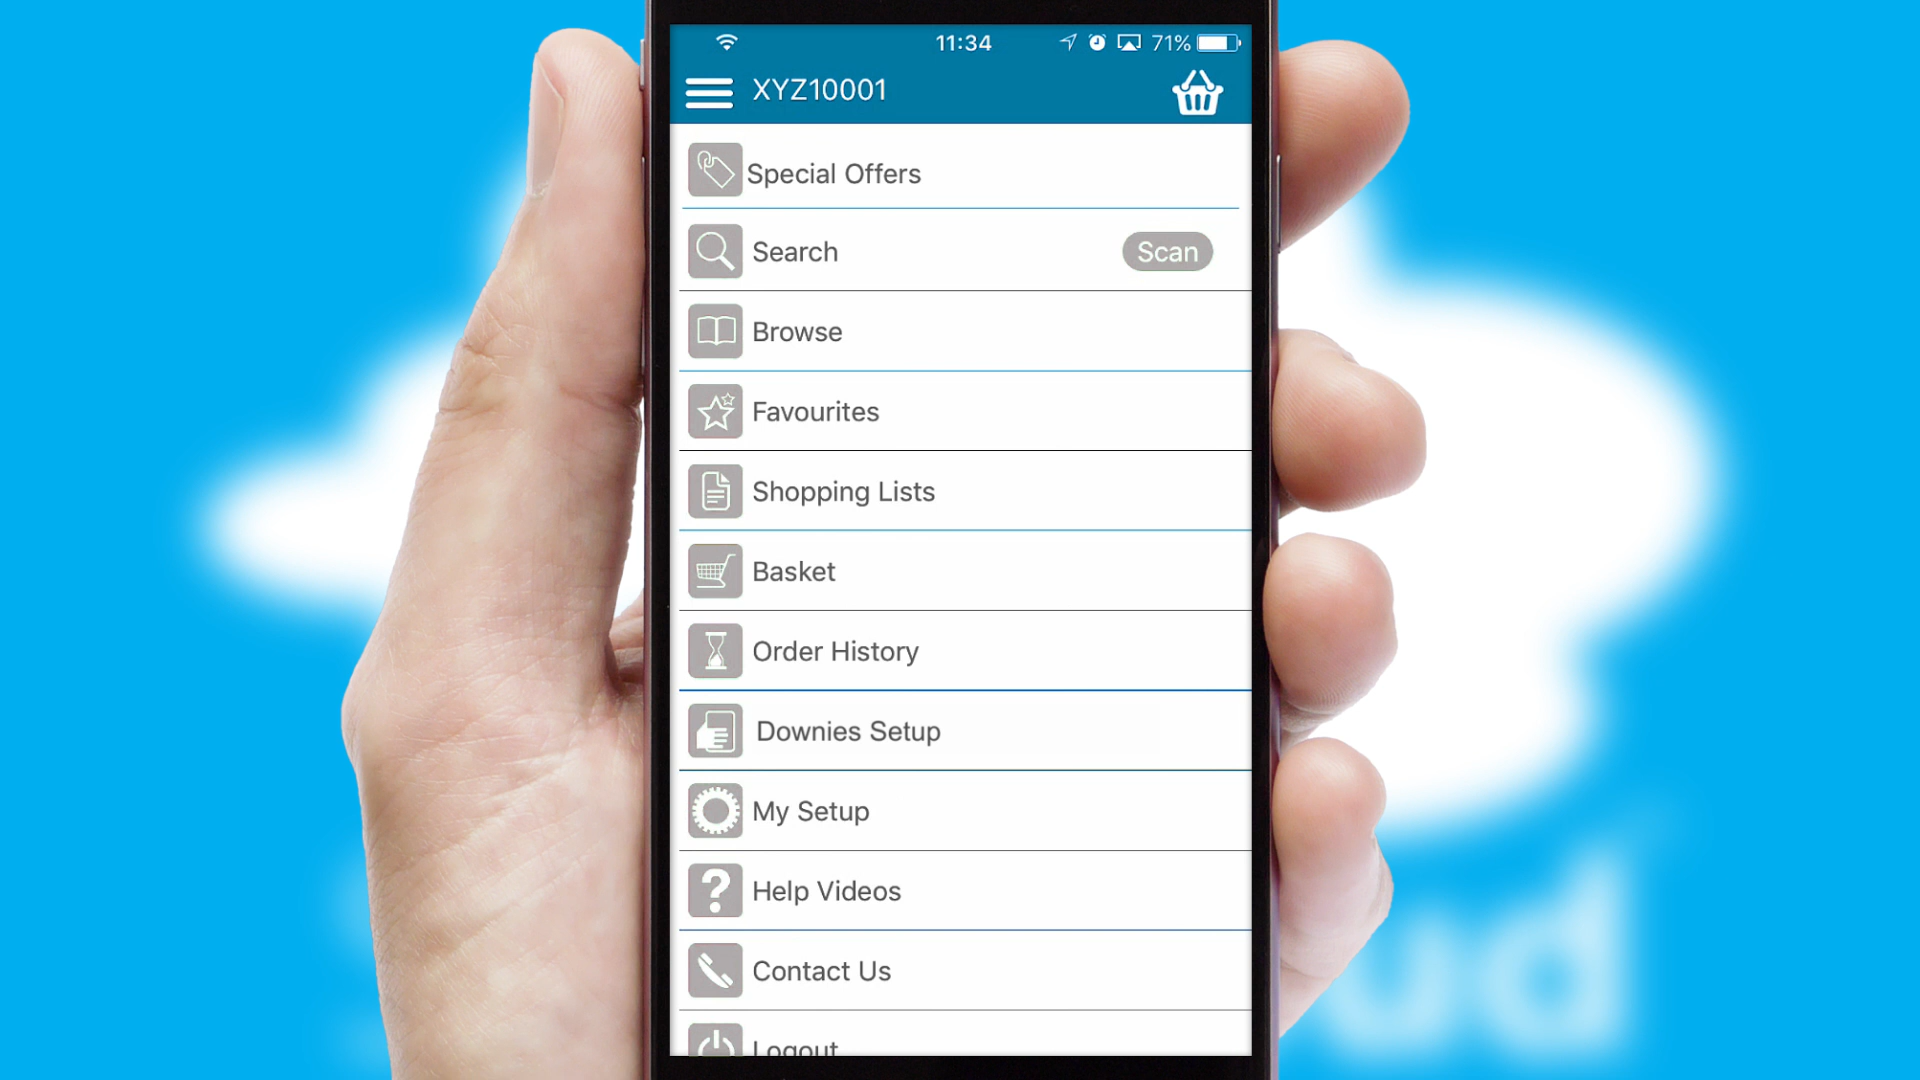 11:34
71%
XYZ10001
Special Offers
Search
Scan
Browse
Favourites
Shopping Lists
Basket
Order History
Downies Setup
My Setup
Help Videos
Contact Us
Logout
ud